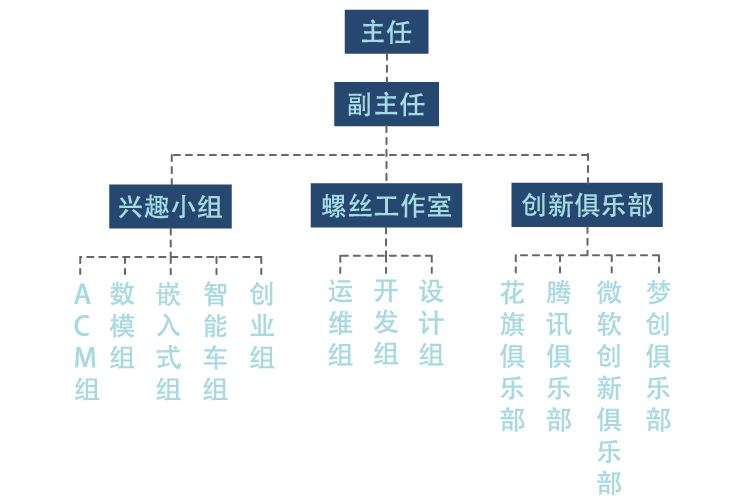 主任
副主任
兴趣小组
螺丝工作室
创新俱乐部
ACM组
数模组
嵌入式组
智能车组
创业组
运维组
开发组
设计组
花旗俱乐部
腾讯俱乐部
微软创新俱乐部
梦创俱乐部